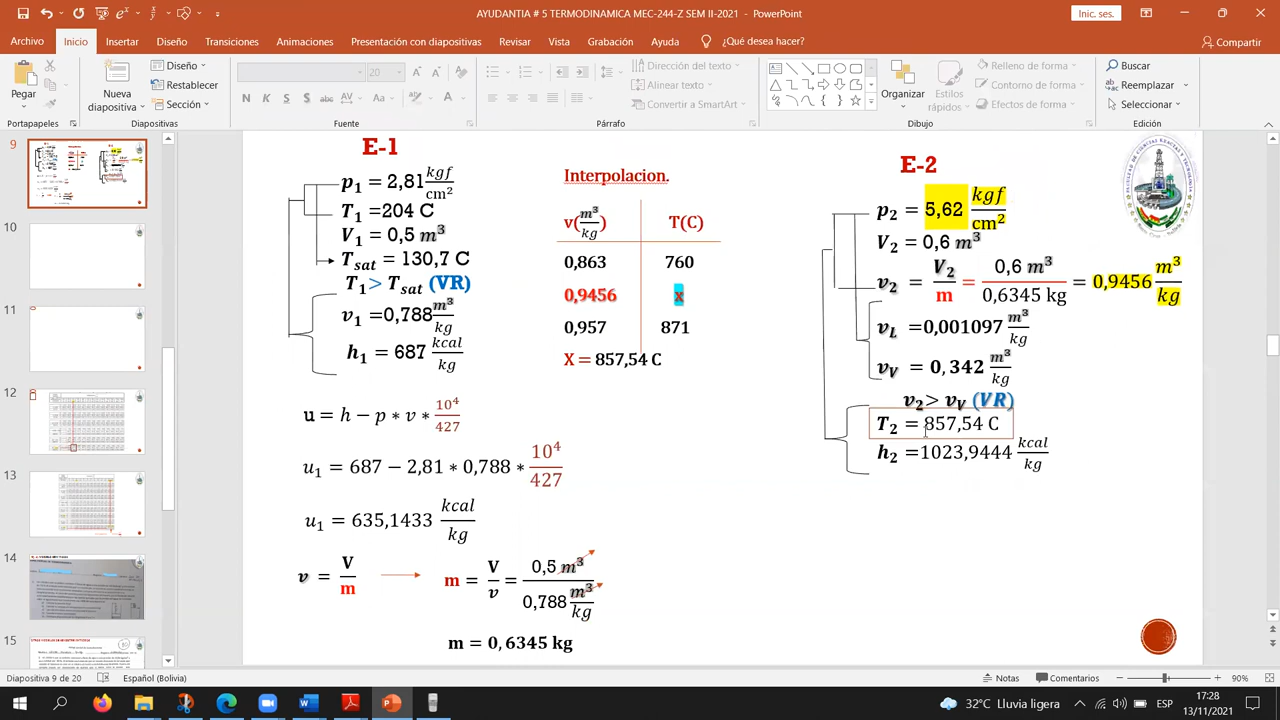 AYUDANTIA # 5 TERMODINAMICA MEC-244-Z SEM II-2021 - PowerPoint
Inic. ses.
Archivo Inicio Insertar Diseño Transiciones Animaciones Presentación con diapositivas Revisar Vista Grabación Ayuda ¿Qué desea hacer? Compartir
Pegar
Nueva diapositiva
Diseño
Restablecer
Sección
20
N K S S abc AV Aa A
Dirección del texto
Alinear texto
Convertir a SmartArt
Organizar
Estilos rápidos
Relleno de forma
Contorno de forma
Efectos de forma
Buscar
Reemplazar
Seleccionar
Portapapeles Diapositivas Fuente Párrafo Dibujo Edición
9
10
11
12
13
14
15
E-1
p₁ = 2,81 kgf/cm²
T₁ =204 C
V₁ = 0,5 m³
T_sat = 130,7 C
T₁> T_sat (VR)
v₁ =0,788 m³/kg
h₁ = 687 kcal/kg
u = h − p ∗ v ∗ 10⁴/427
u₁ = 687 − 2,81 ∗ 0,788 ∗ 10⁴/427
u₁ = 635,1433 kcal/kg
v = V/m
m = V/v = 0,5 m³ / 0,788 m³/kg
m = 0,6345 kg
Interpolacion.
v(m³/kg) T(C)
0,863 760
0,9456 x
0,957 871
X = 857,54 C
E-2
p₂ = 5,62 kgf/cm²
V₂ = 0,6 m³
v₂ = V₂/m = 0,6 m³ / 0,6345 kg = 0,9456 m³/kg
v_L =0,001097 m³/kg
v_V = 0,342 m³/kg
v₂> v_V (VR)
T₂ = 857,54 C
h₂ =1023,9444 kcal/kg
Diapositiva 9 de 20 Español (Bolivia) Notas Comentarios 90%
32°C Lluvia ligera ESP 17:28
13/11/2021